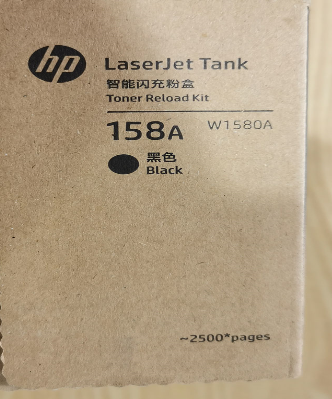 hp LaserJet Tank
智能闪充粉盒
Toner Reload Kit
158A W1580A
黑色
Black
~2500*pages